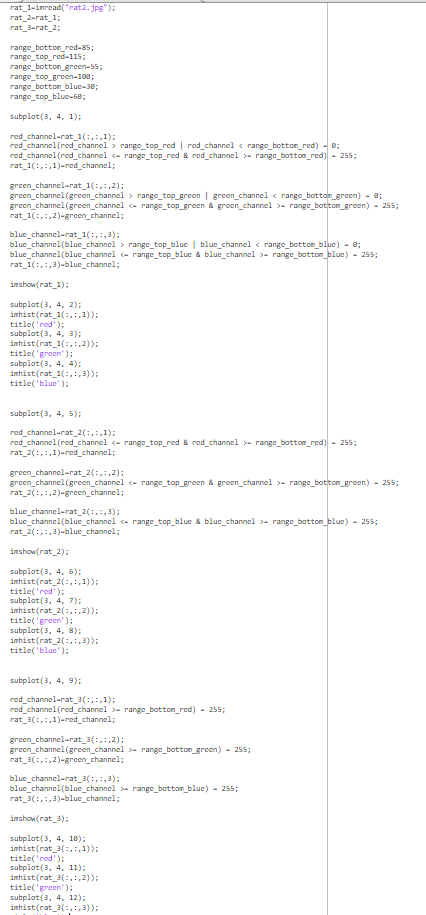 rat_1=imread("rat2.jpg");
rat_2=rat_1;
rat_3=rat_2;
range_bottom_red=85;
range_top_red=115;
range_bottom_green=55;
range_top_green=100;
range_bottom_blue=30;
range_top_blue=60;
subplot(3, 4, 1);
red_channel=rat_1(:,:,1);
red_channel(red_channel > range_top_red | red_channel < range_bottom_red) = 0;
red_channel(red_channel <= range_top_red & red_channel >= range_bottom_red) = 255;
rat_1(:,:,1)=red_channel;
green_channel=rat_1(:,:,2);
green_channel(green_channel > range_top_green | green_channel < range_bottom_green) = 0;
green_channel(green_channel <= range_top_green & green_channel >= range_bottom_green) = 255;
rat_1(:,:,2)=green_channel;
blue_channel=rat_1(:,:,3);
blue_channel(blue_channel > range_top_blue | blue_channel < range_bottom_blue) = 0;
blue_channel(blue_channel <= range_top_blue & blue_channel >= range_bottom_blue) = 255;
rat_1(:,:,3)=blue_channel;
imshow(rat_1);
subplot(3, 4, 2);
imhist(rat_1(:,:,1));
title('red');
subplot(3, 4, 3);
imhist(rat_1(:,:,2));
title('green');
subplot(3, 4, 4);
imhist(rat_1(:,:,3));
title('blue');
subplot(3, 4, 5);
red_channel=rat_2(:,:,1);
red_channel(red_channel <= range_top_red & red_channel >= range_bottom_red) = 255;
rat_2(:,:,1)=red_channel;
green_channel=rat_2(:,:,2);
green_channel(green_channel <= range_top_green & green_channel >= range_bottom_green) = 255;
rat_2(:,:,2)=green_channel;
blue_channel=rat_2(:,:,3);
blue_channel(blue_channel <= range_top_blue & blue_channel >= range_bottom_blue) = 255;
rat_2(:,:,3)=blue_channel;
imshow(rat_2);
subplot(3, 4, 6);
imhist(rat_2(:,:,1));
title('red');
subplot(3, 4, 7);
imhist(rat_2(:,:,2));
title('green');
subplot(3, 4, 8);
imhist(rat_2(:,:,3));
title('blue');
subplot(3, 4, 9);
red_channel=rat_3(:,:,1);
red_channel(red_channel >= range_bottom_red) = 255;
rat_3(:,:,1)=red_channel;
green_channel=rat_3(:,:,2);
green_channel(green_channel >= range_bottom_green) = 255;
rat_3(:,:,2)=green_channel;
blue_channel=rat_3(:,:,3);
blue_channel(blue_channel >= range_bottom_blue) = 255;
rat_3(:,:,3)=blue_channel;
imshow(rat_3);
subplot(3, 4, 10);
imhist(rat_3(:,:,1));
title('red');
subplot(3, 4, 11);
imhist(rat_3(:,:,2));
title('green');
subplot(3, 4, 12);
imhist(rat_3(:,:,3));